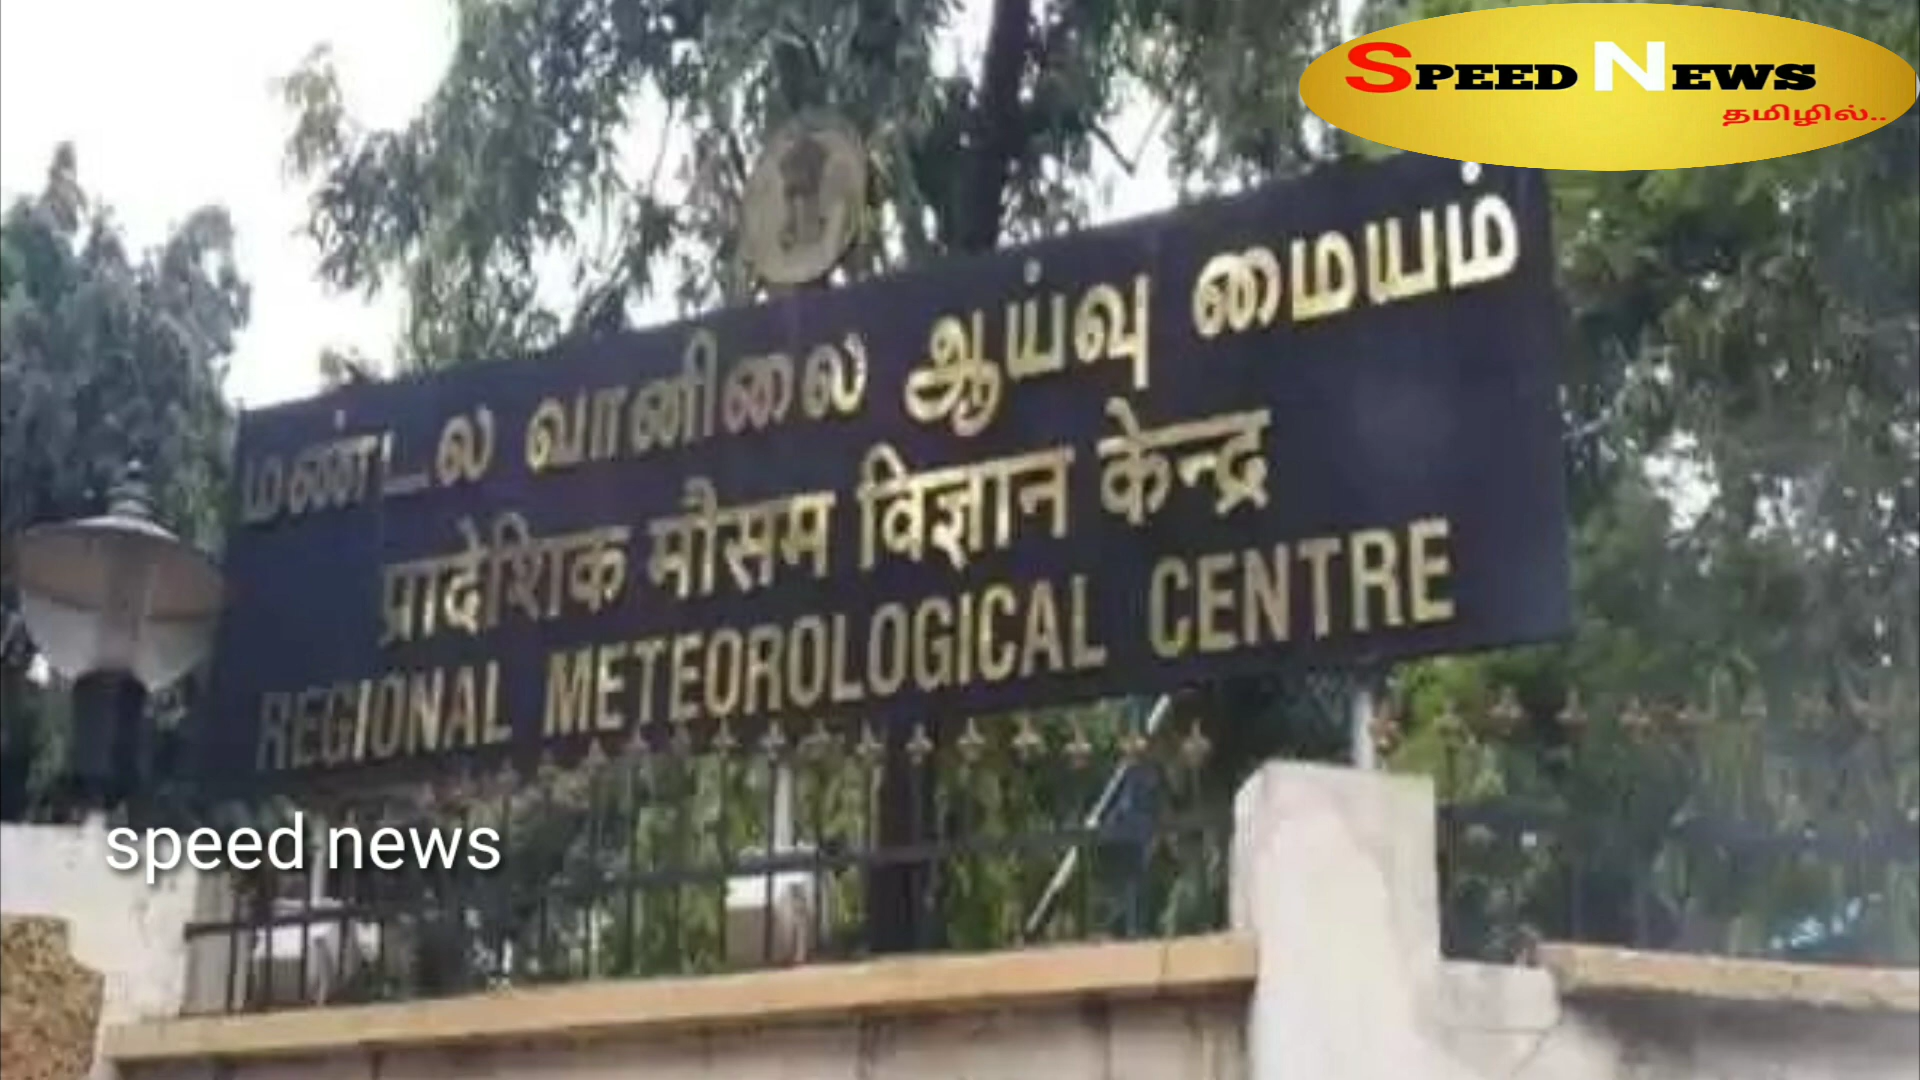 SPEED NEWS
தமிழில்..
மண்டல வானிலை ஆய்வு மையம்
प्रादेशिक मौसम विज्ञान केन्द्र
REGIONAL METEOROLOGICAL CENTRE
speed news